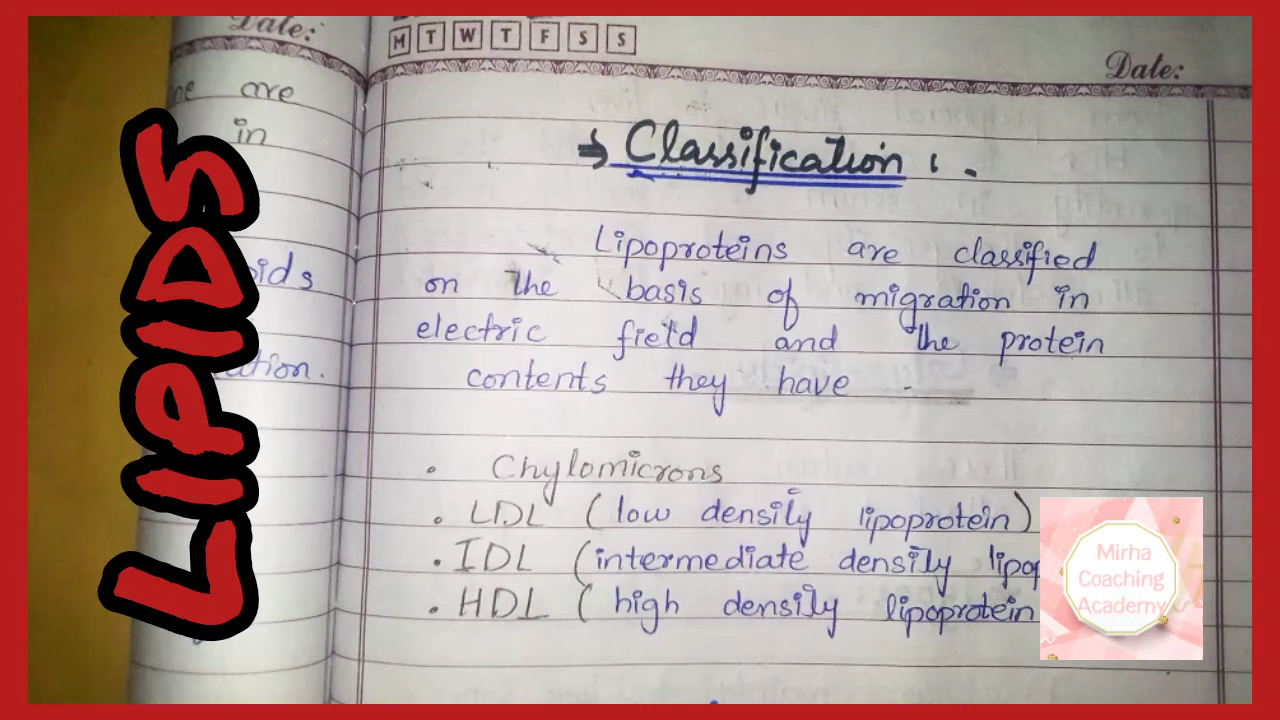 LIPIDS
Date:
are
in
ids
tion.
M T W T F S S
Date:
→ Classification :-
Lipoproteins are classified
on the basis of migration in
electric field and the protein
contents they have .
• Chylomicrons
• LDL (low density lipoprotein)
• IDL (intermediate density lipop
• HDL ( high density lipoprotein
Mirha
Coaching
Academy